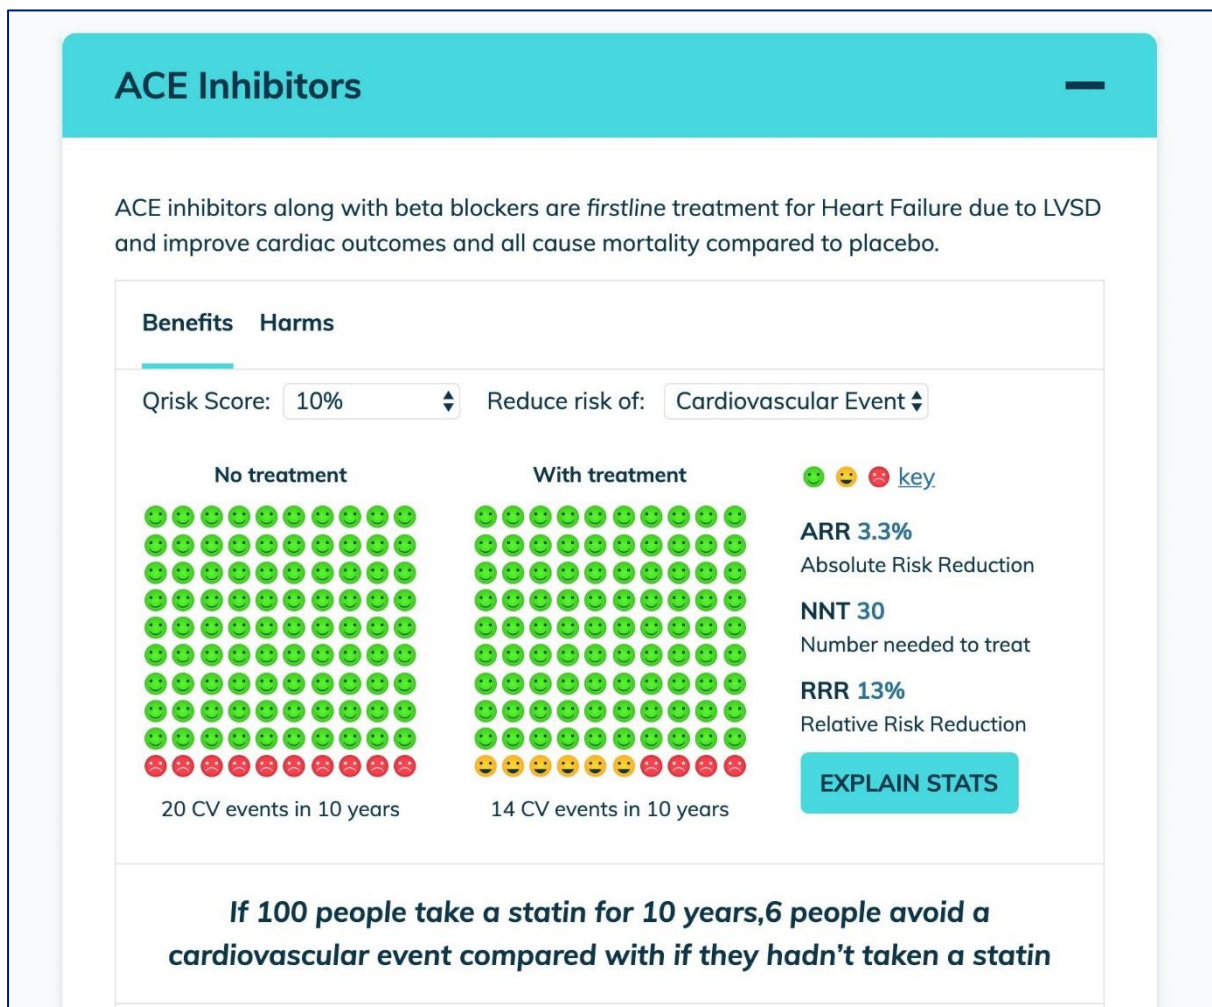 ACE Inhibitors
ACE inhibitors along with beta blockers are firstline treatment for Heart Failure due to LVSD
and improve cardiac outcomes and all cause mortality compared to placebo.
Benefits Harms
Qrisk Score: 10% Reduce risk of: Cardiovascular Event
No treatment With treatment key
ARR 3.3%
Absolute Risk Reduction
NNT 30
Number needed to treat
RRR 13%
Relative Risk Reduction
EXPLAIN STATS
20 CV events in 10 years 14 CV events in 10 years
If 100 people take a statin for 10 years,6 people avoid a
cardiovascular event compared with if they hadn’t taken a statin